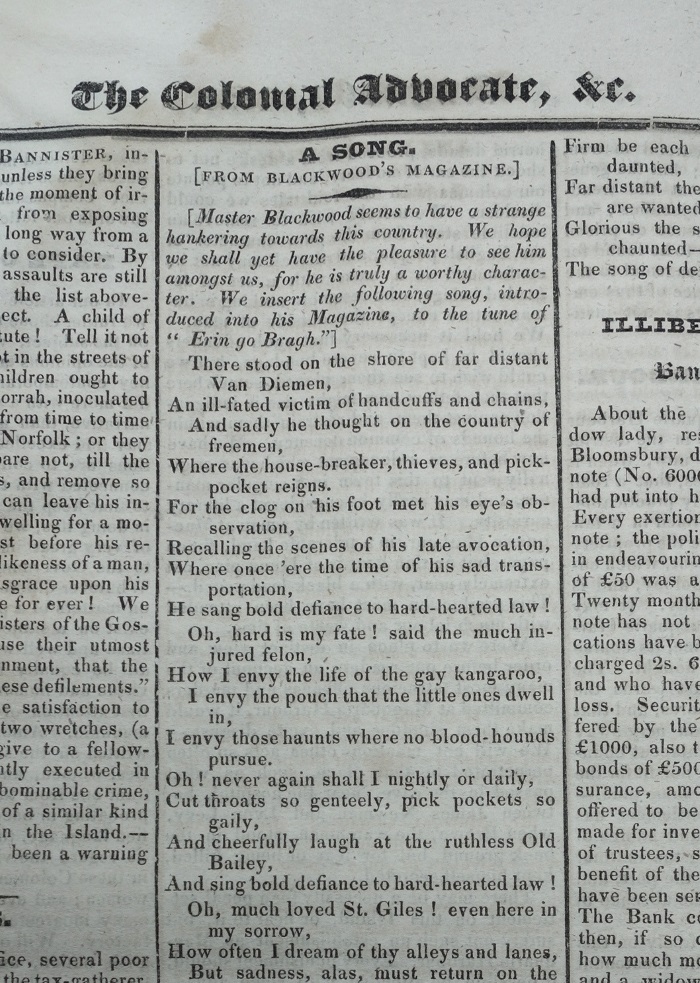 The Colonial Advocate, &c.
BANNISTER, in-
unless they bring
the moment of ir-
from exposing
long way from a
to consider. By
assaults are still
the list above-
ect. A child of
tute! Tell it not
t in the streets of
hildren ought to
orrah, inoculated
from time to time
Norfolk; or they
are not, till the
s, and remove so
can leave his in-
welling for a mo-
st before his re-
likeness of a man,
sgrace upon his
e for ever! We
isters of the Gos-
use their utmost
nment, that the
ese defilements."
e satisfaction to
two wretches, (a
give to a fellow-
tly executed in
bominable crime,
of a similar kind
n the Island.—
been a warning
ice, several poor
the tax-gatherer
A SONG.
[FROM BLACKWOOD'S MAGAZINE.]
[Master Blackwood seems to have a strange
hankering towards this country. We hope
we shall yet have the pleasure to see him
amongst us, for he is truly a worthy charac-
ter. We insert the following song, intro-
duced into his Magazine, to the tune of
" Erin go Bragh."]
There stood on the shore of far distant
Van Diemen,
An ill-fated victim of handcuffs and chains,
And sadly he thought on the country of
freemen,
Where the house-breaker, thieves, and pick-
pocket reigns.
For the clog on his foot met his eye's ob-
servation,
Recalling the scenes of his late avocation,
Where once 'ere the time of his sad trans-
portation,
He sang bold defiance to hard-hearted law!
Oh, hard is my fate! said the much in-
jured felon,
How I envy the life of the gay kangaroo,
I envy the pouch that the little ones dwell
in,
I envy those haunts where no blood-hounds
pursue.
Oh! never again shall I nightly or daily,
Cut throats so genteely, pick pockets so
gaily,
And cheerfully laugh at the ruthless Old
Bailey,
And sing bold defiance to hard-hearted law!
Oh, much loved St. Giles! even here in
my sorrow,
How often I dream of thy alleys and lanes,
But sadness, alas, must return on the
Firm be each
daunted,
Far distant the
are wanted
Glorious the s
chaunted—
The song of de
ILLIBE
Ban
About the
dow lady, res
Bloomsbury, d
note (No. 6006
had put into h
Every exertion
note; the poli
in endeavourin
of £50 was a
Twenty month
note has not
cations have b
charged 2s. 6
and who have
loss. Securit
fered by the
£1000, also t
bonds of £500
surance, amo
offered to be
made for inve
of trustees, s
benefit of the
have been se
The Bank co
then, if so c
how much mo
and a widow